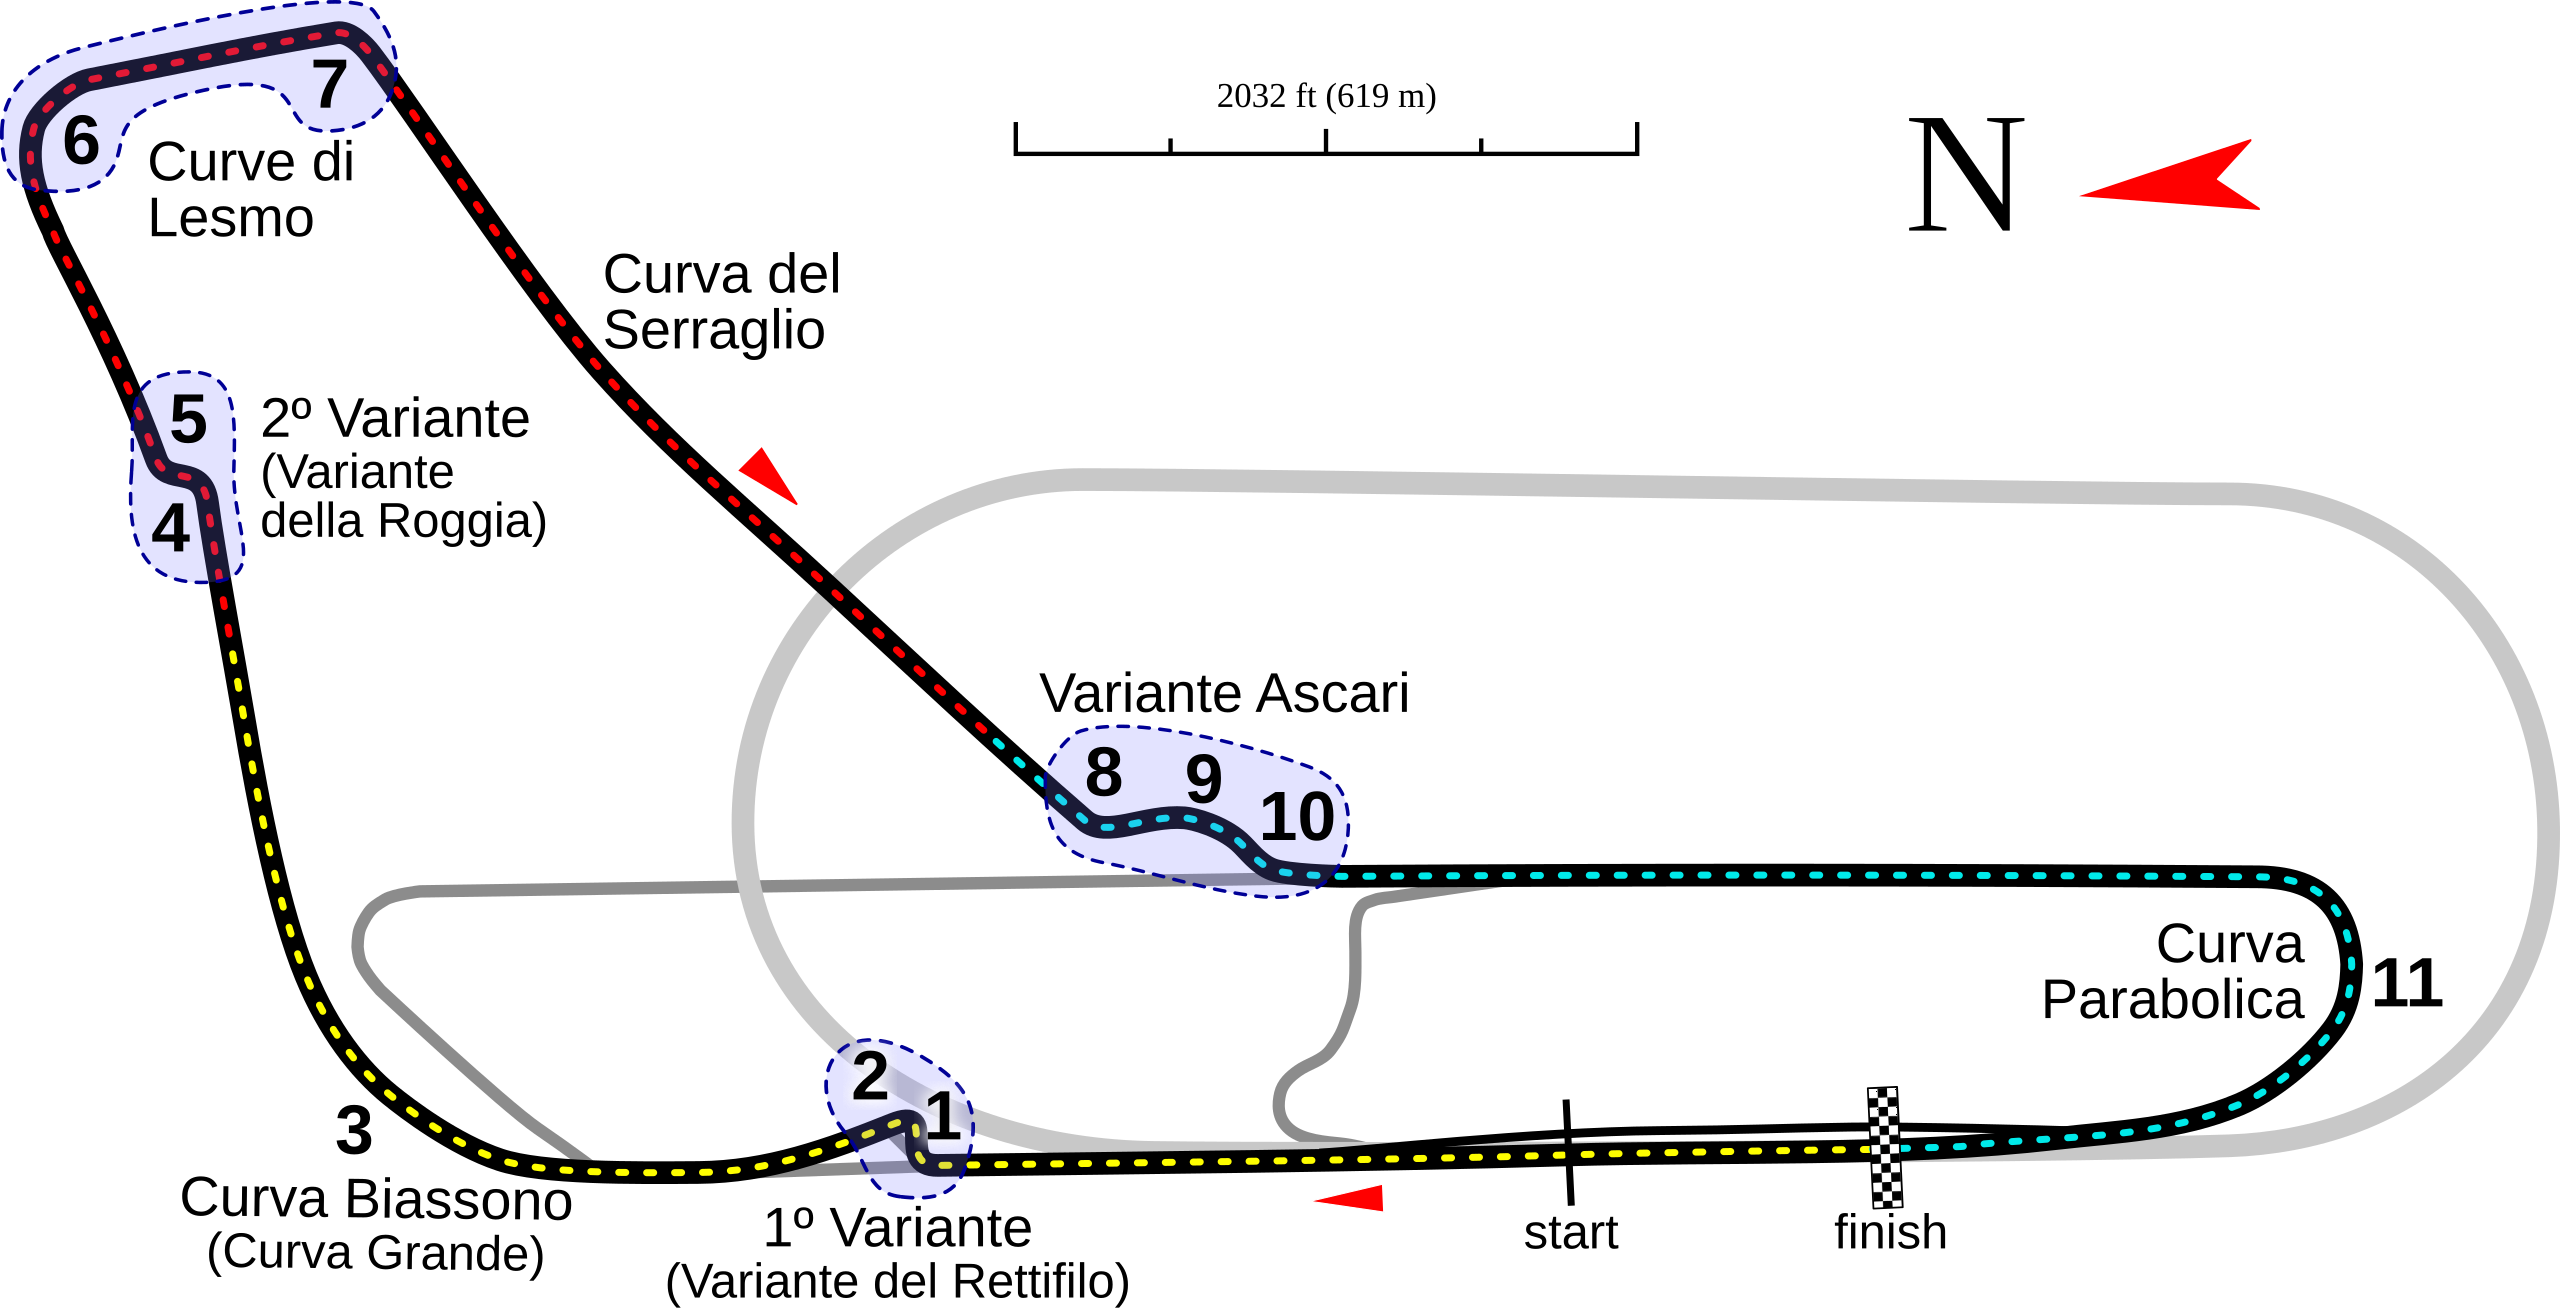 2032 ft (619 m)
N
7
6
Curve di
Lesmo
Curva del
Serraglio
5
2º Variante
(Variante
della Roggia)
4
Variante Ascari
8
9
10
Curva
Parabolica
11
2
1
3
Curva Biassono
(Curva Grande)
1º Variante
(Variante del Rettifilo)
start
finish